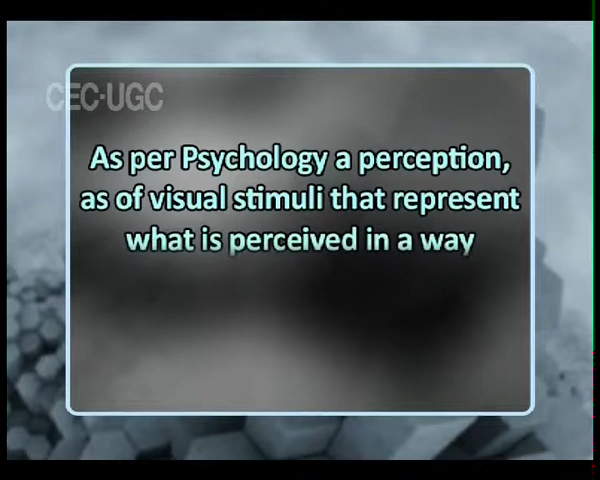 CEC-UGC
As per Psychology a perception,
as of visual stimuli that represent
what is perceived in a way